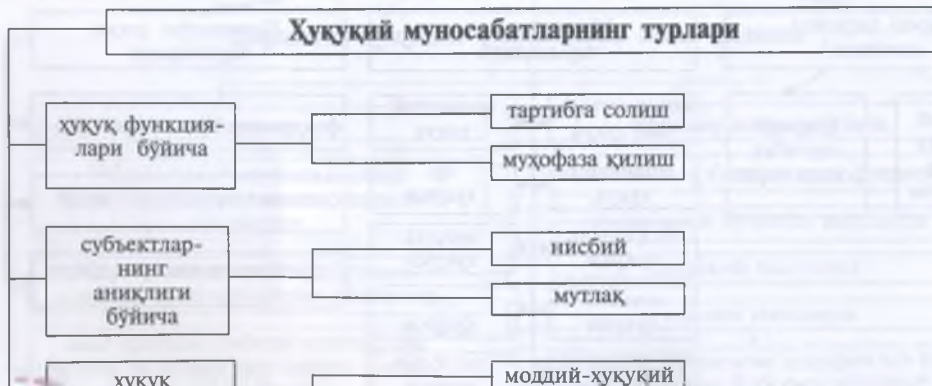 Ҳуқуқий муносабатларнинг турлари
ҳуқуқ функция-
лари бўйича
тартибга солиш
муҳофаза қилиш
субъектлар-
нинг
аниқлиги
бўйича
нисбий
мутлақ
ҳуқуқ
моддий-ҳуқуқий